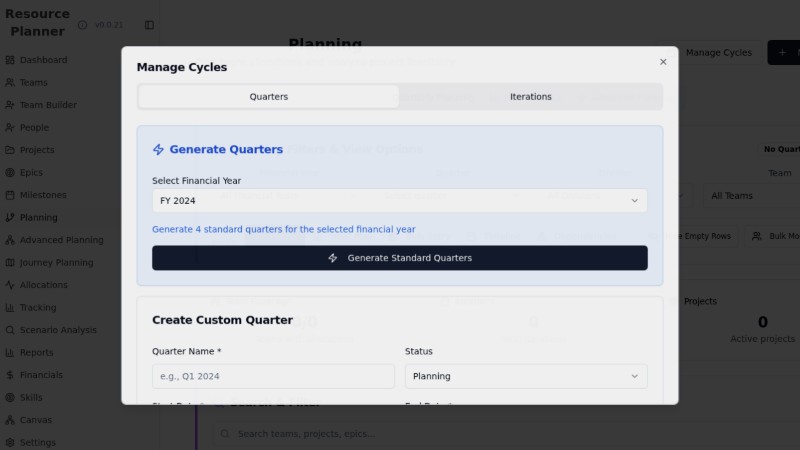 Resource
Planner
v0.0.21
Dashboard
Teams
Team Builder
People
Projects
Epics
Milestones
Planning
Advanced Planning
Journey Planning
Allocations
Tracking
Scenario Analysis
Reports
Financials
Skills
Canvas
Settings
Planning
Manage Cycles
Manage Cycles
Quarters
Iterations
Generate Quarters
Select Financial Year
FY 2024
Generate 4 standard quarters for the selected financial year
Generate Standard Quarters
Create Custom Quarter
Quarter Name *
Status
e.g., Q1 2024
Planning
No Quar
Team
All Teams
Empty Rows
Bulk Mo
Projects
0
Active projects
Search teams, projects, epics...